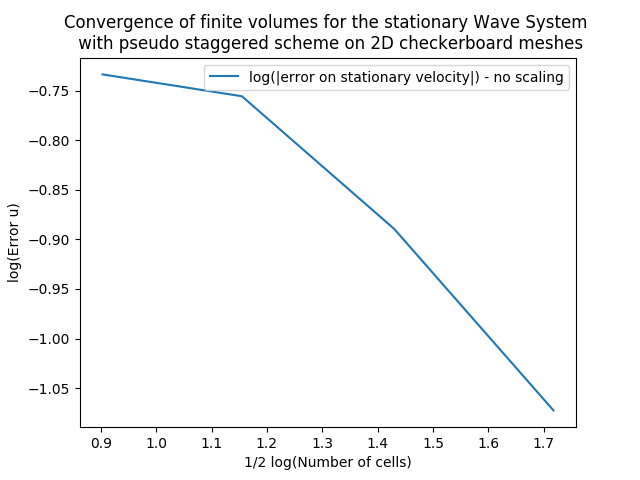 Convergence of finite volumes for the stationary Wave System
with pseudo staggered scheme on 2D checkerboard meshes
log(|error on stationary velocity|) - no scaling
log(Error u)
−0.75
−0.80
−0.85
−0.90
−0.95
−1.00
−1.05
0.9 1.0 1.1 1.2 1.3 1.4 1.5 1.6 1.7
1/2 log(Number of cells)